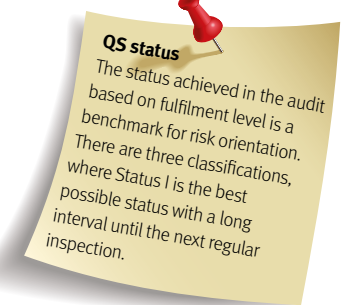 QS status
The status achieved in the audit
based on fulfilment level is a
benchmark for risk orientation.
There are three classifications,
where Status I is the best
possible status with a long
interval until the next regular
inspection.